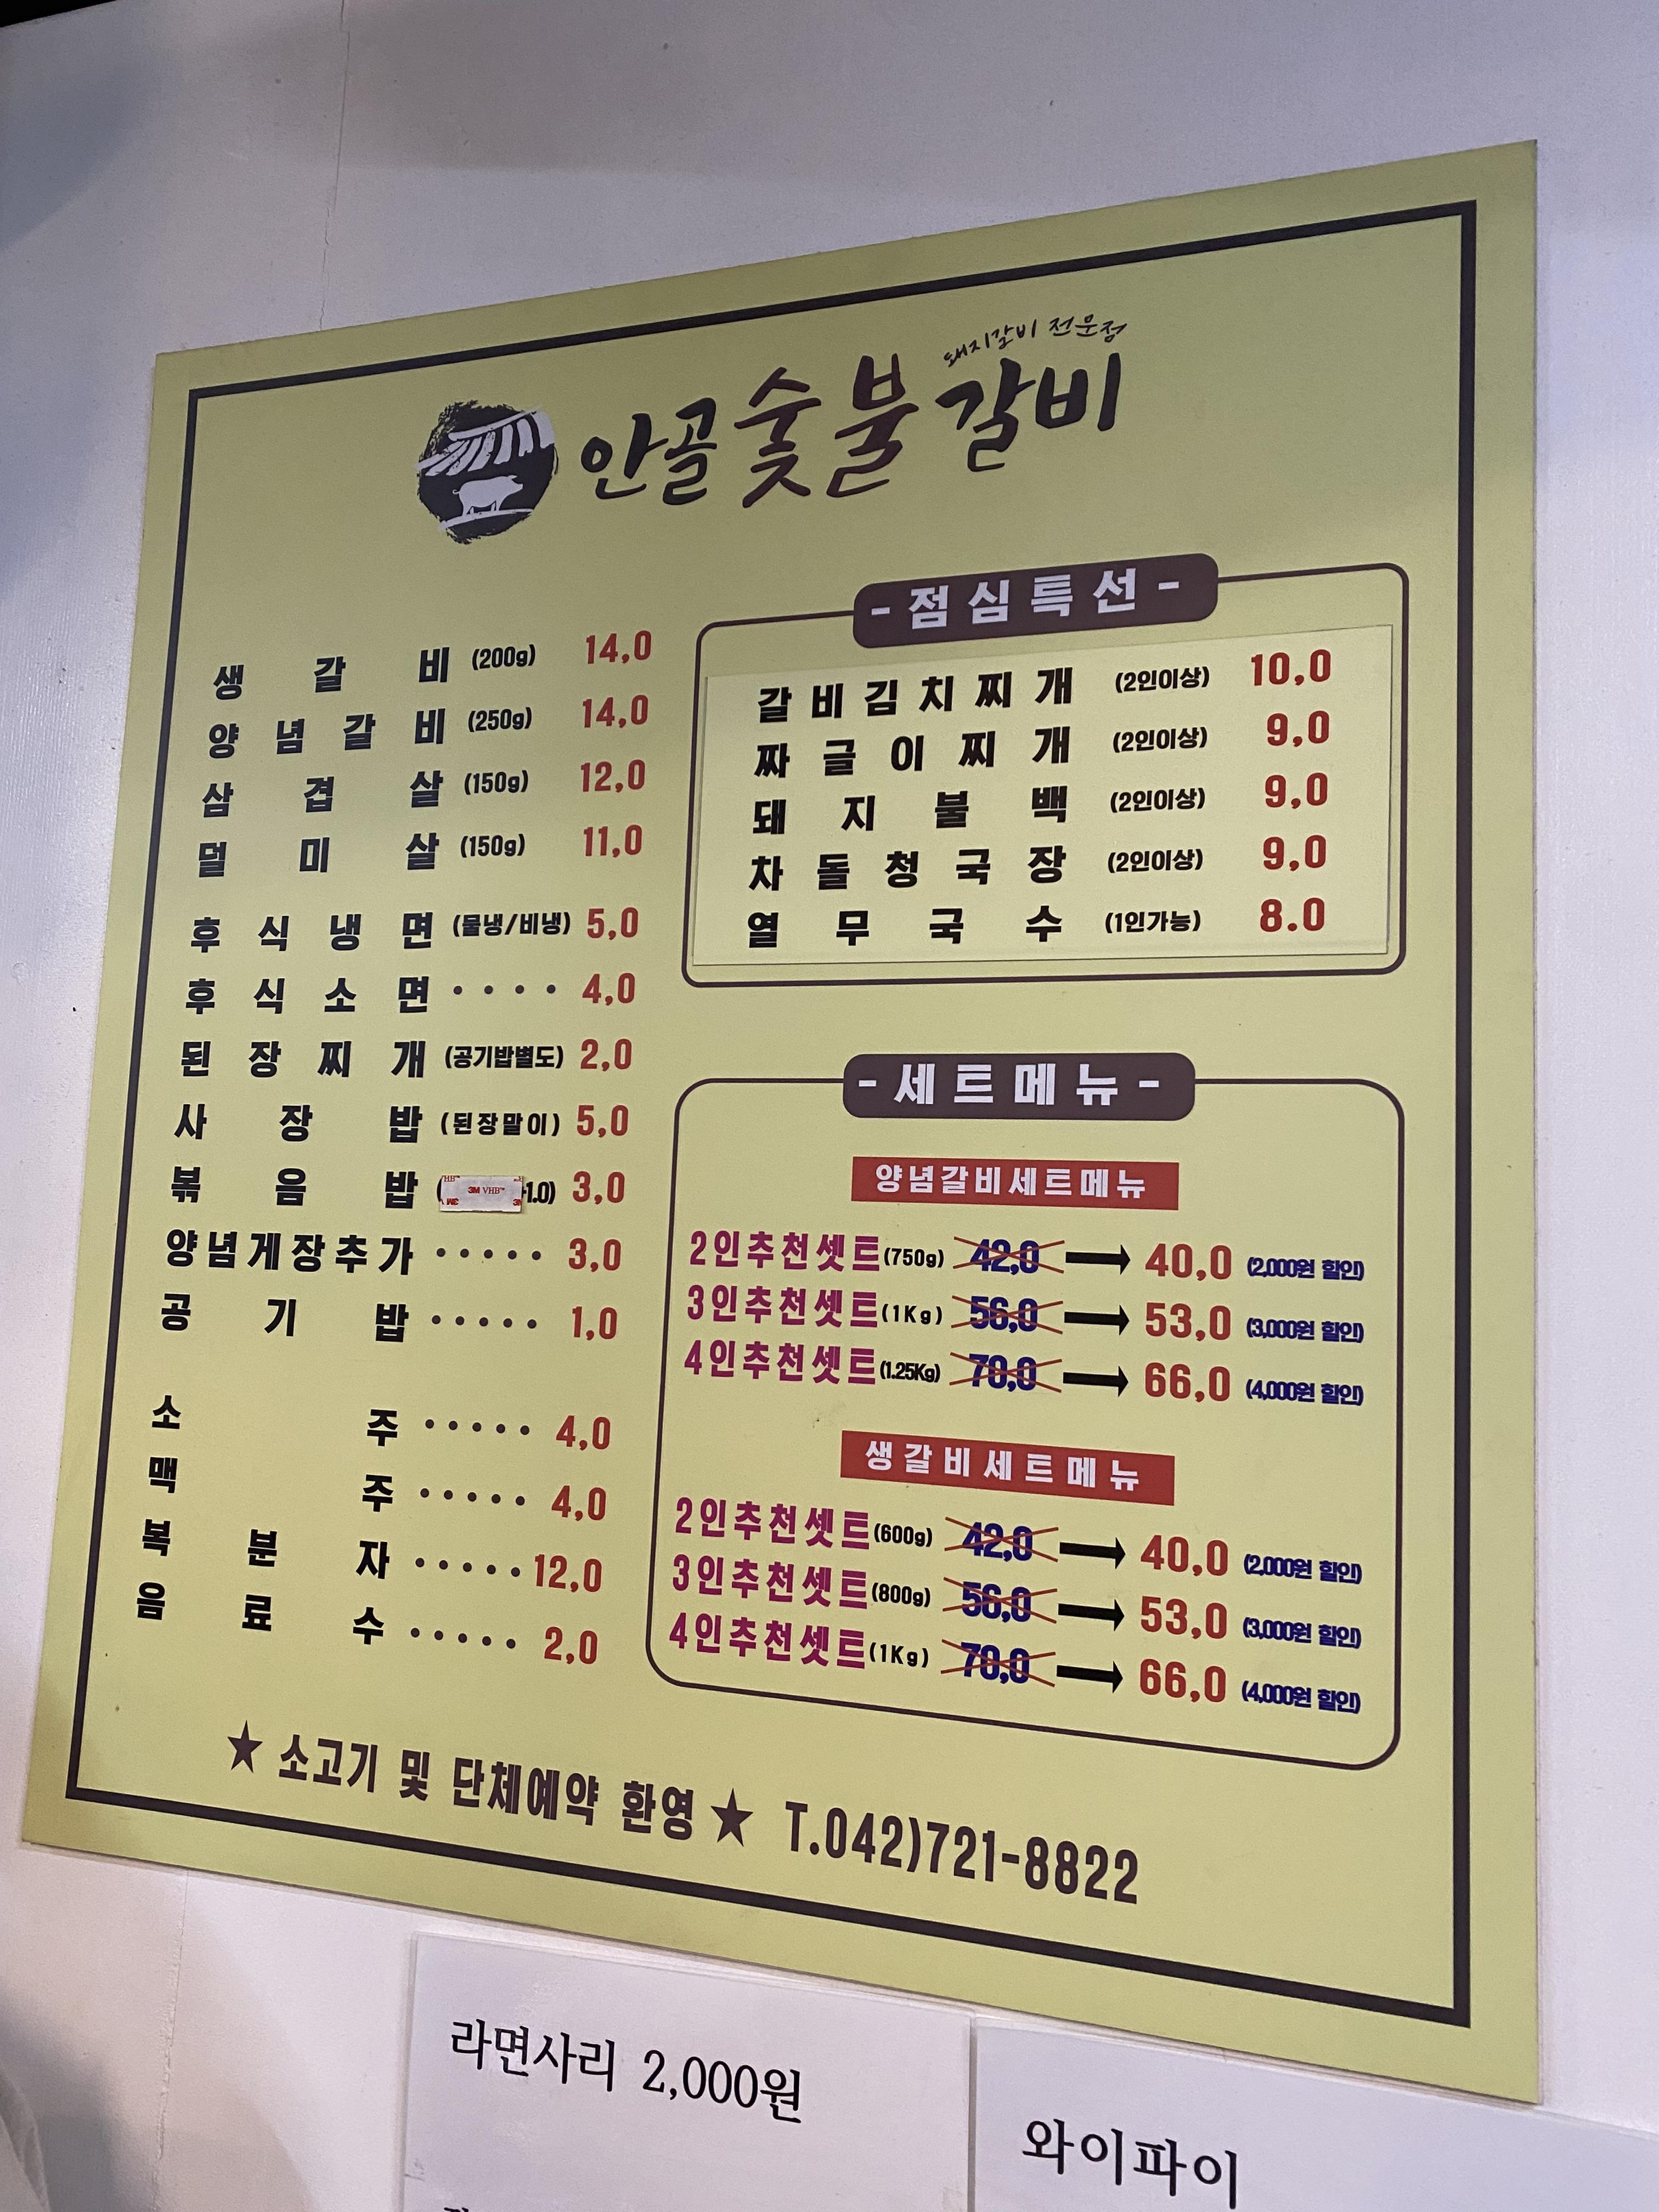 돼지갈비 전문점
안골숯불갈비
생갈비 (200g) 14,0
양념갈비 (250g) 14,0
삼겹살 (150g) 12,0
덜미살 (150g) 11,0
후식냉면 (물냉/비냉) 5,0
후식소면 ···· 4,0
된장찌개 (공기밥별도) 2,0
사장밥 (된장말이) 5,0
볶음밥 ( 1.0) 3,0
양념게장추가 ····· 3,0
공기밥 ····· 1,0
소주 ····· 4,0
맥주 ····· 4,0
복분자 ····· 12,0
음료수 ····· 2,0
-점심특선-
갈비김치찌개 (2인이상) 10,0
짜글이찌개 (2인이상) 9,0
돼지불백 (2인이상) 9,0
차돌청국장 (2인이상) 9,0
열무국수 (1인가능) 8.0
-세트메뉴-
양념갈비세트메뉴
2인추천셋트(750g) 42,0 → 40,0 (2,000원 할인)
3인추천셋트(1Kg) 56,0 → 53,0 (3,000원 할인)
4인추천셋트(1.25Kg) 70,0 → 66,0 (4,000원 할인)
생갈비세트메뉴
2인추천셋트(600g) 42,0 → 40,0 (2,000원 할인)
3인추천셋트(800g) 56,0 → 53,0 (3,000원 할인)
4인추천셋트(1Kg) 70,0 → 66,0 (4,000원 할인)
★ 소고기 및 단체예약 환영 ★ T.042)721-8822
라면사리 2,000원
와이파이